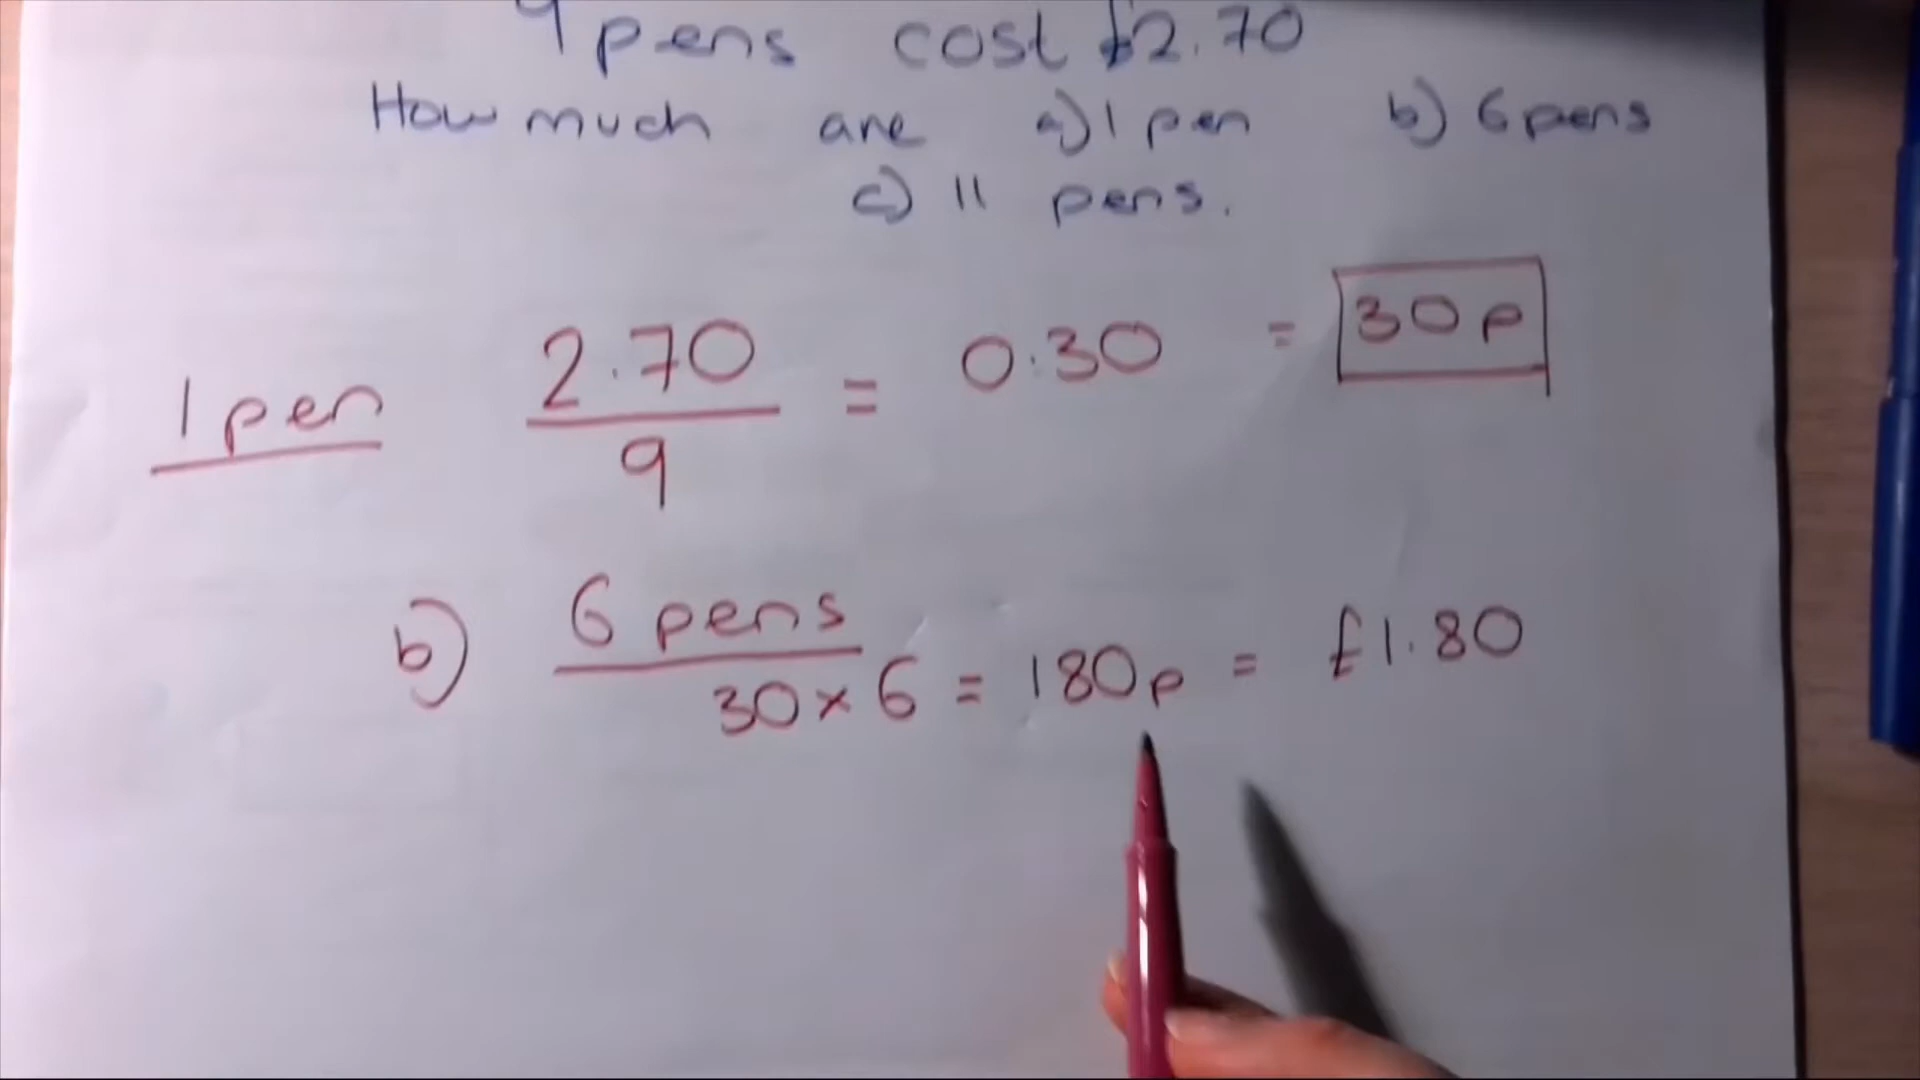 9 pens cost £2.70
How much are a) 1 pen b) 6 pens
c) 11 pens.
1 pen 2.70 / 9 = 0.30 = 30p
b) 6 pens
30 × 6 = 180p = £1.80